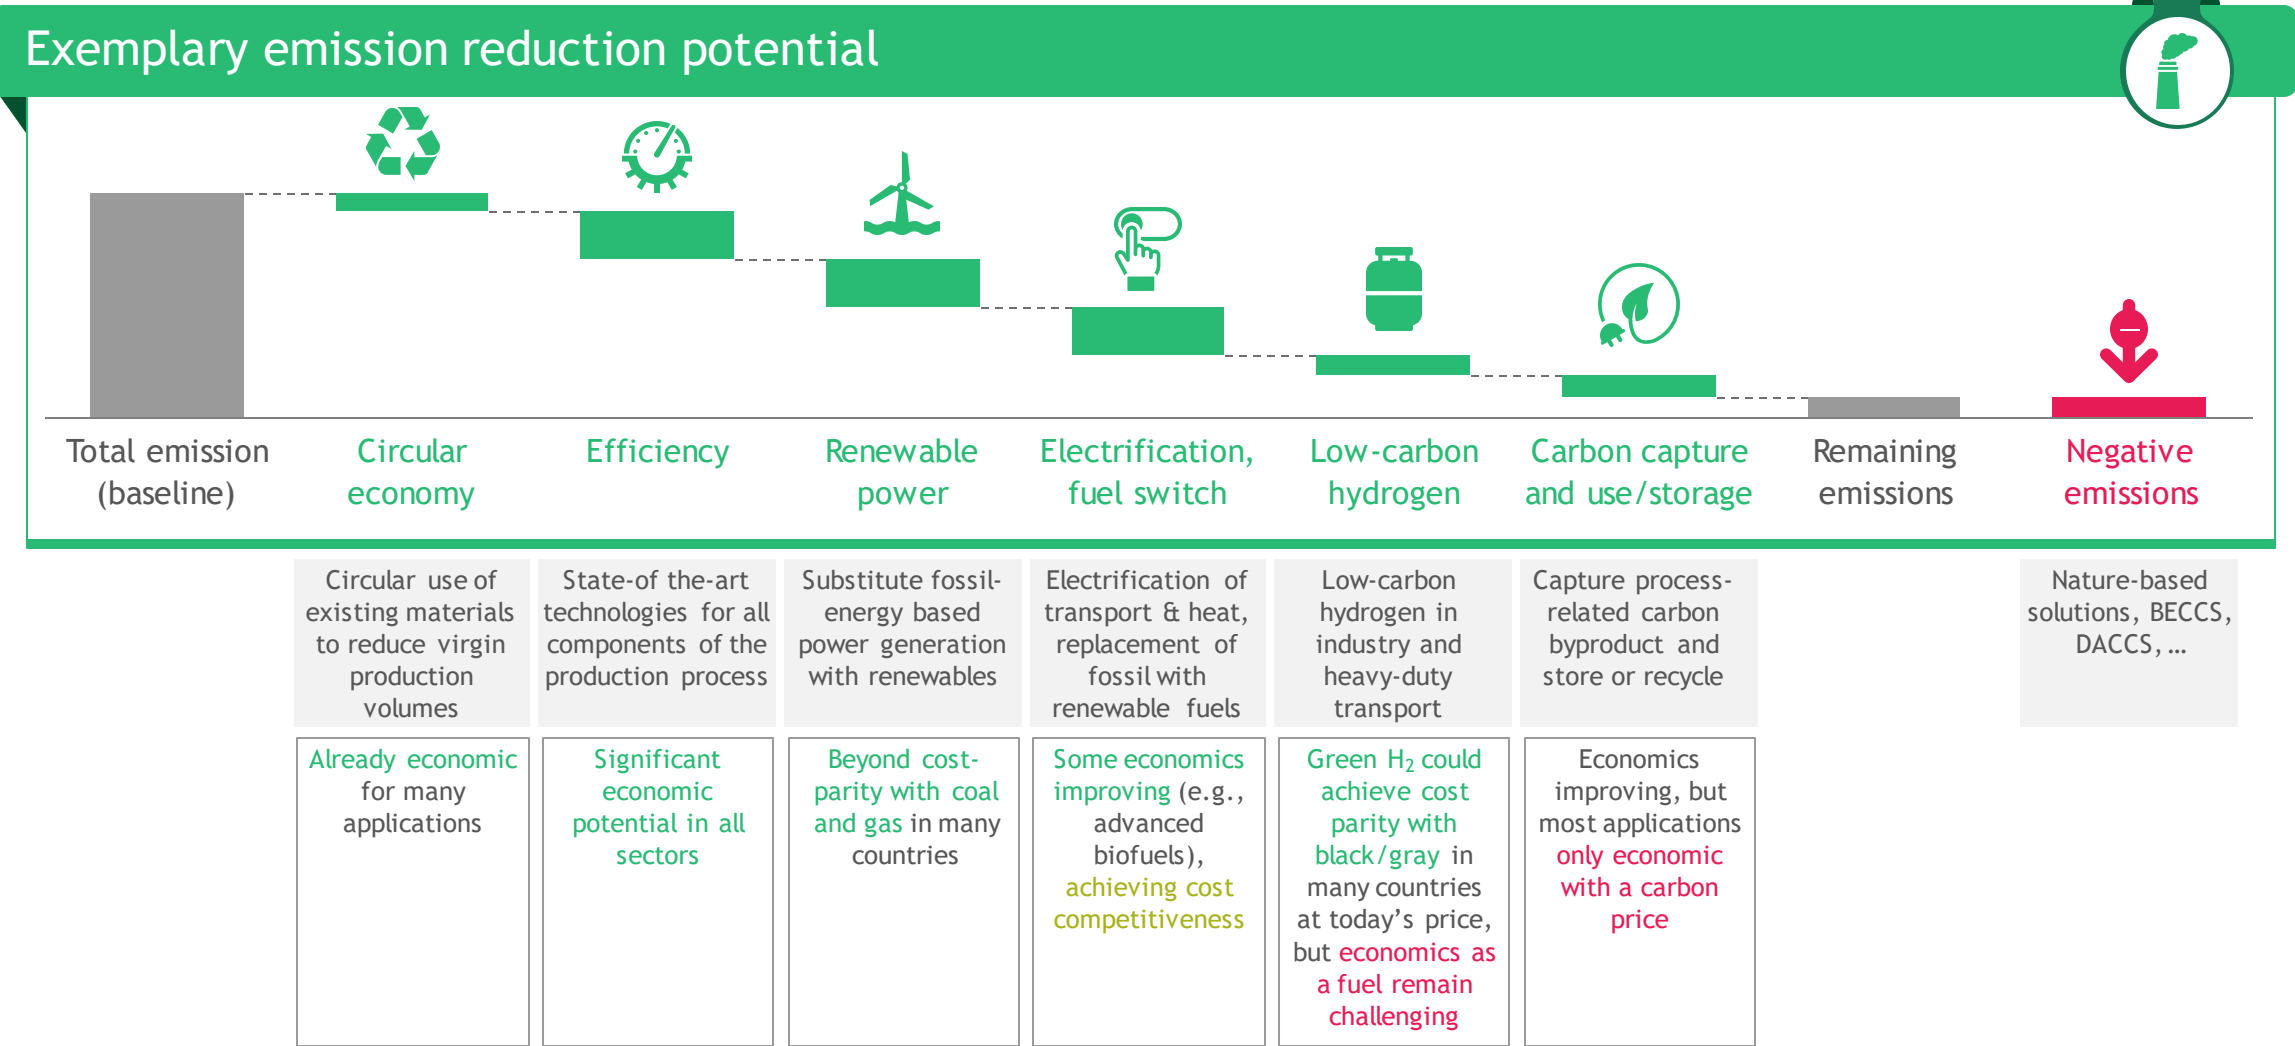 Exemplary emission reduction potential
Total emission
(baseline)
Circular
economy
Efficiency
Renewable
power
Electrification,
fuel switch
Low-carbon
hydrogen
Carbon capture
and use/storage
Remaining
emissions
Negative
emissions
Circular use of
existing materials
to reduce virgin
production
volumes
State-of the-art
technologies for all
components of the
production process
Substitute fossil-
energy based
power generation
with renewables
Electrification of
transport & heat,
replacement of
fossil with
renewable fuels
Low-carbon
hydrogen in
industry and
heavy-duty
transport
Capture process-
related carbon
byproduct and
store or recycle
Nature-based
solutions, BECCS,
DACCS, …
Already economic
for many
applications
Significant
economic
potential in all
sectors
Beyond cost-
parity with coal
and gas in many
countries
Some economics
improving (e.g.,
advanced
biofuels),
achieving cost
competitiveness
Green H₂ could
achieve cost
parity with
black/gray in
many countries
at today’s price,
but economics as
a fuel remain
challenging
Economics
improving, but
most applications
only economic
with a carbon
price